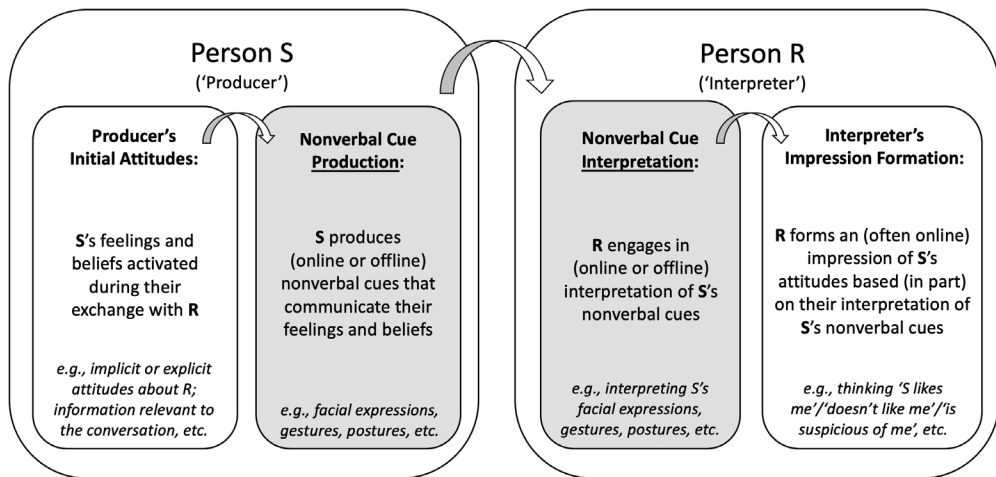 Person S
('Producer')
Producer's
Initial Attitudes:
S's feelings and
beliefs activated
during their
exchange with R
e.g., implicit or explicit
attitudes about R;
information relevant to
the conversation, etc.
Nonverbal Cue
Production:
S produces
(online or offline)
nonverbal cues that
communicate their
feelings and beliefs
e.g., facial expressions,
gestures, postures, etc.
Person R
('Interpreter')
Nonverbal Cue
Interpretation:
R engages in
(online or offline)
interpretation of S's
nonverbal cues
e.g., interpreting S's
facial expressions,
gestures, postures, etc.
Interpreter's
Impression Formation:
R forms an (often online)
impression of S's
attitudes based (in part)
on their interpretation of
S's nonverbal cues
e.g., thinking 'S likes
me'/'doesn't like me'/'is
suspicious of me', etc.